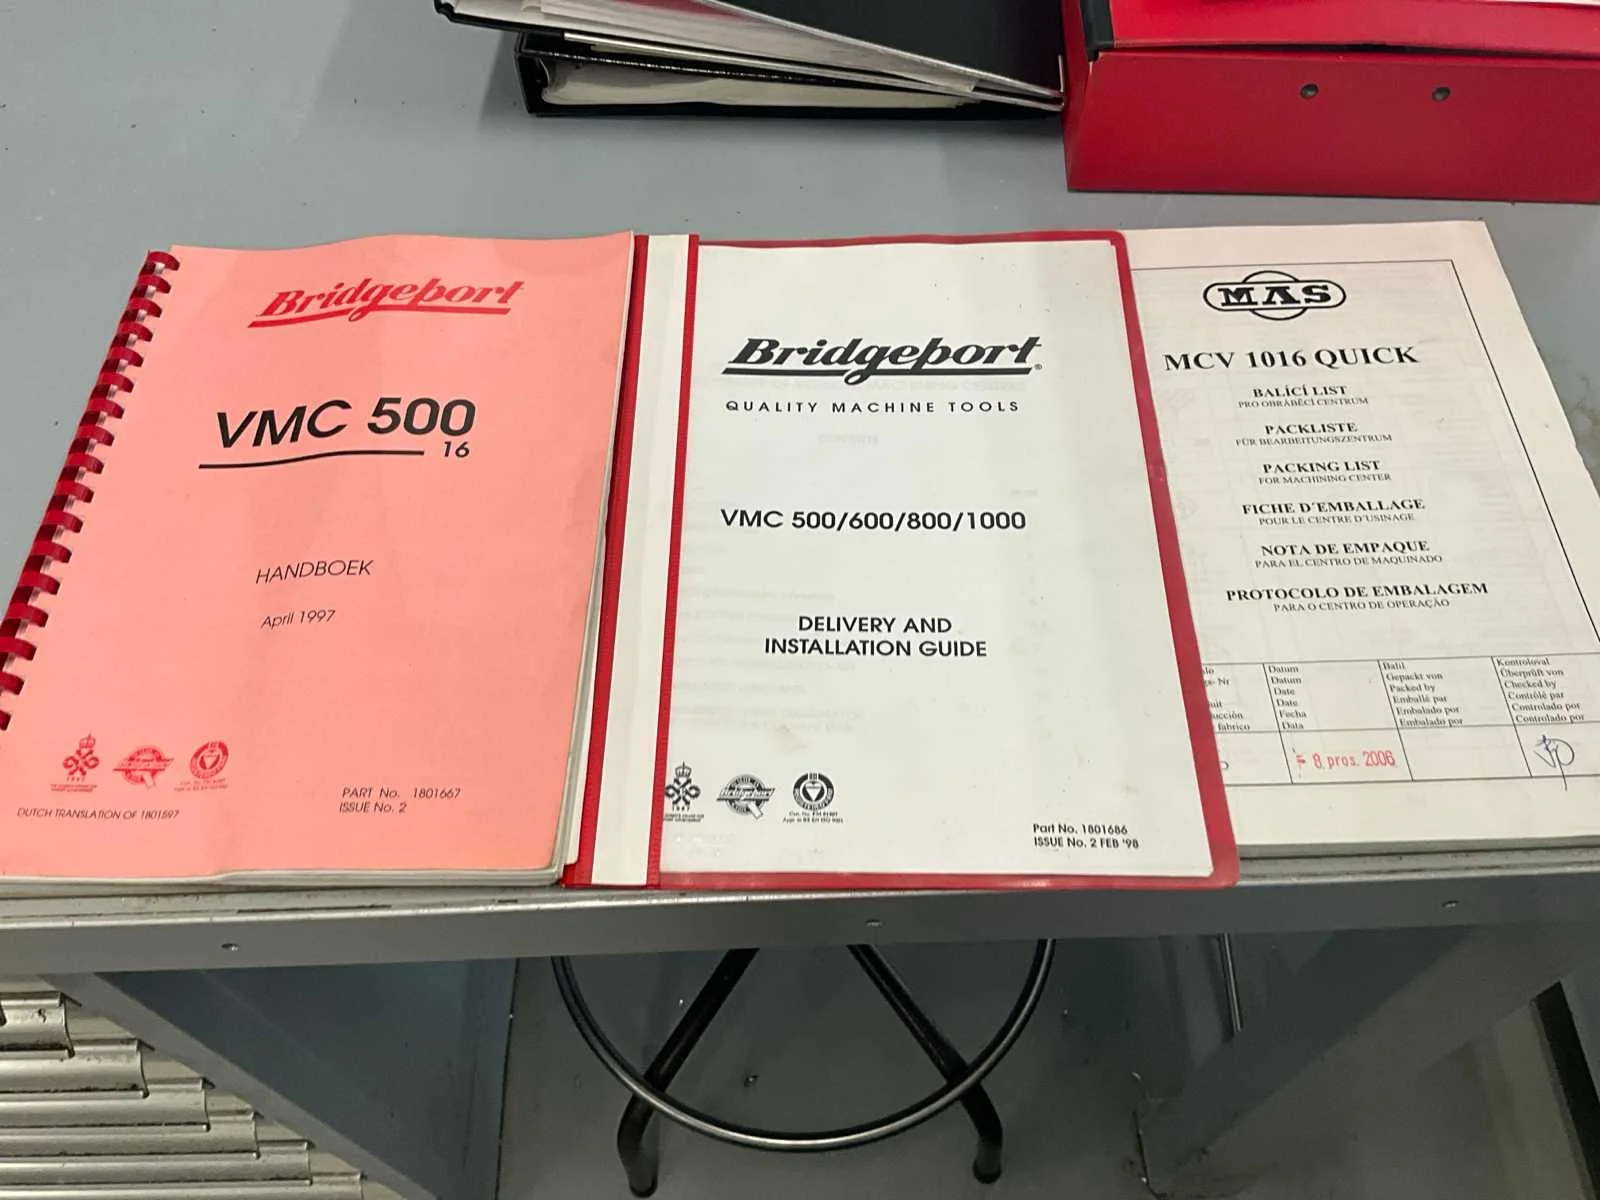 Bridgeport
VMC 500
16
HANDBOEK
April 1997
PART No. 1801667
ISSUE No. 2
DUTCH TRANSLATION OF 1801597
Bridgeport
QUALITY MACHINE TOOLS
VMC 500/600/800/1000
DELIVERY AND
INSTALLATION GUIDE
Part No. 1801686
ISSUE No. 2 FEB '98
MAS
MCV 1016 QUICK
BALÍCÍ LIST
PRO OBRÁBĚCÍ CENTRUM
PACKLISTE
FÜR BEARBEITUNGSZENTRUM
PACKING LIST
FOR MACHINING CENTER
FICHE D'EMBALLAGE
POUR LE CENTRE D'USINAGE
NOTA DE EMPAQUE
PARA EL CENTRO DE MAQUINADO
PROTOCOLO DE EMBALAGEM
PARA O CENTRO DE OPERAÇÃO
Datum
Datum
Date
Date
Fecha
Data
Balil
Gepackt von
Packed by
Emballé par
Embalado por
Embalado por
Kontroloval
Überprüft von
Checked by
Contrôlé par
Controlado por
Controlado por
8. pros. 2006